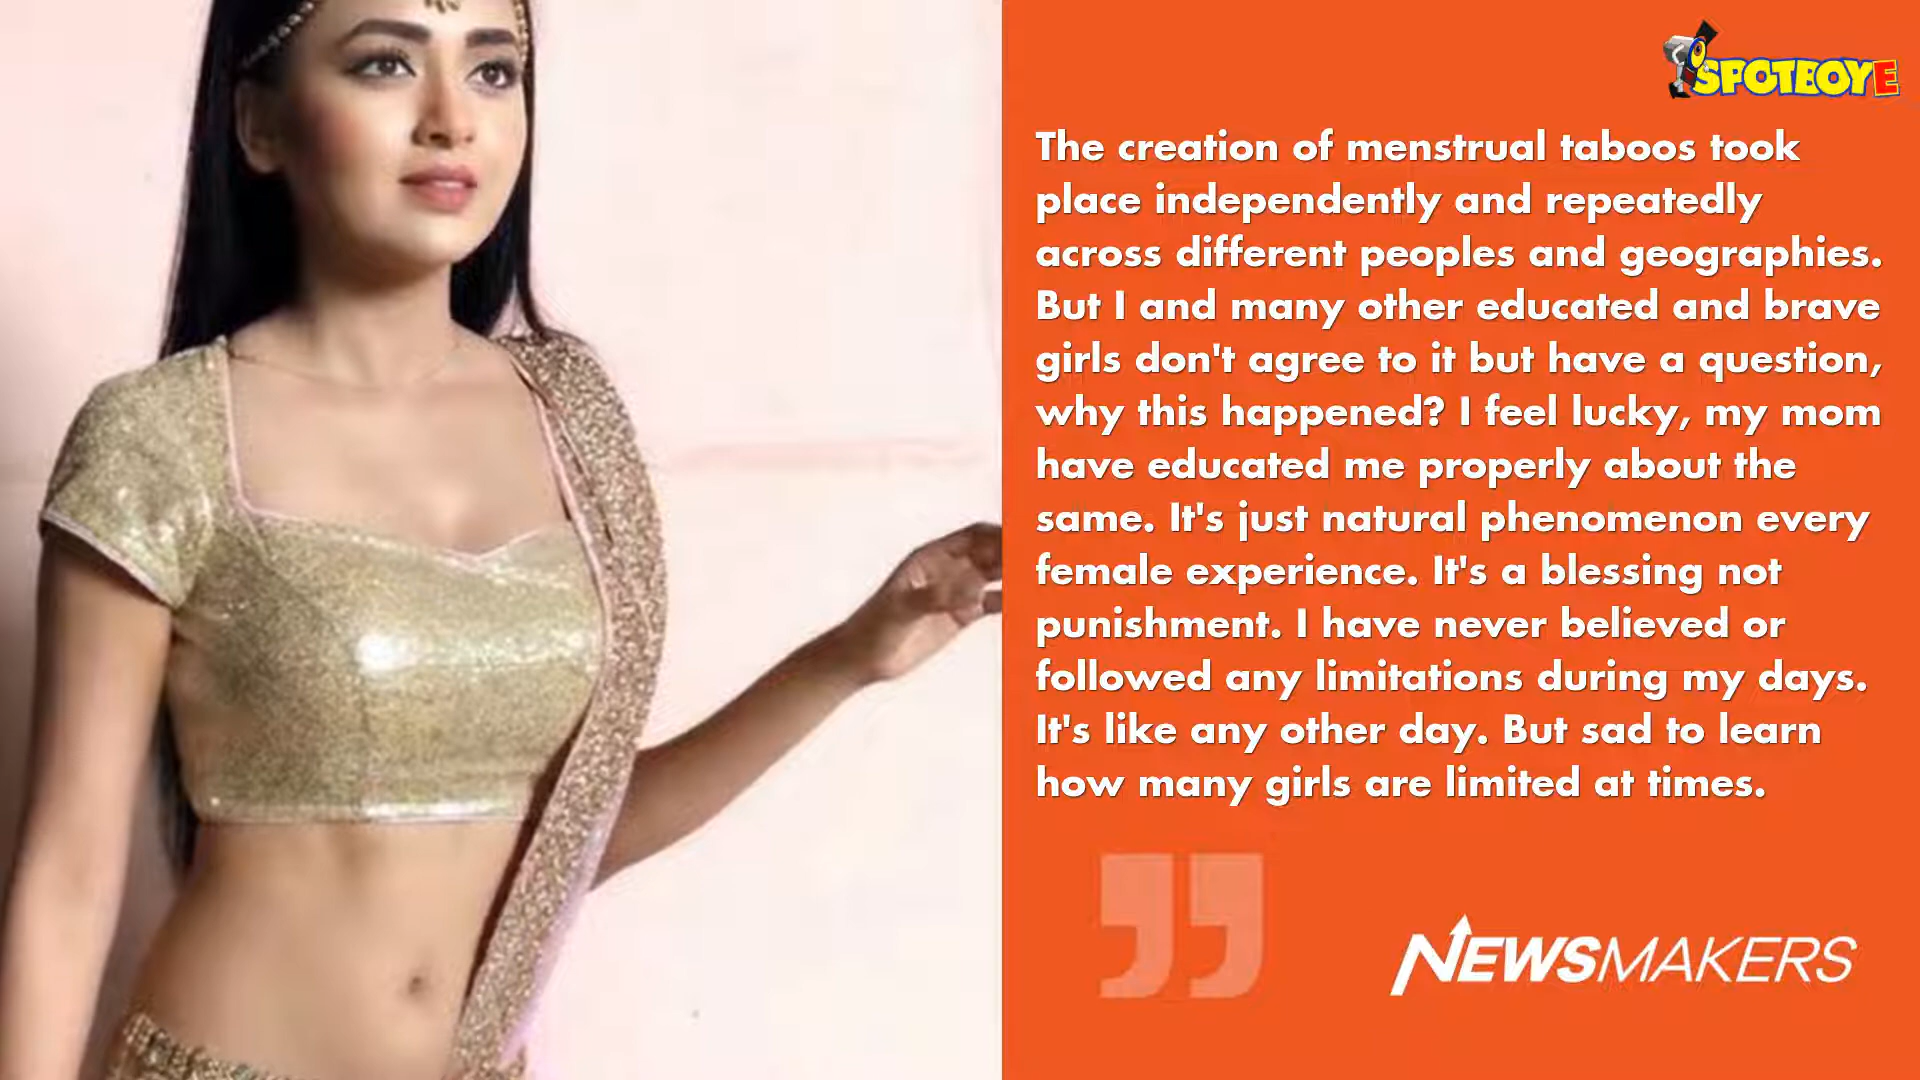 SPOTBOYE
The creation of menstrual taboos took
place independently and repeatedly
across different peoples and geographies.
But I and many other educated and brave
girls don't agree to it but have a question,
why this happened? I feel lucky, my mom
have educated me properly about the
same. It's just natural phenomenon every
female experience. It's a blessing not
punishment. I have never believed or
followed any limitations during my days.
It's like any other day. But sad to learn
how many girls are limited at times.
”
NEWSMAKERS